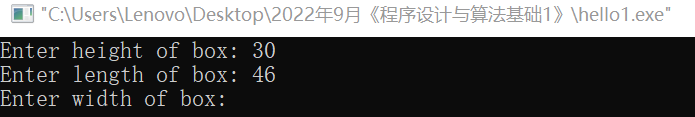 "C:\Users\Lenovo\Desktop\2022年9月《程序设计与算法基础1》\hello1.exe"
Enter height of box: 30
Enter length of box: 46
Enter width of box: